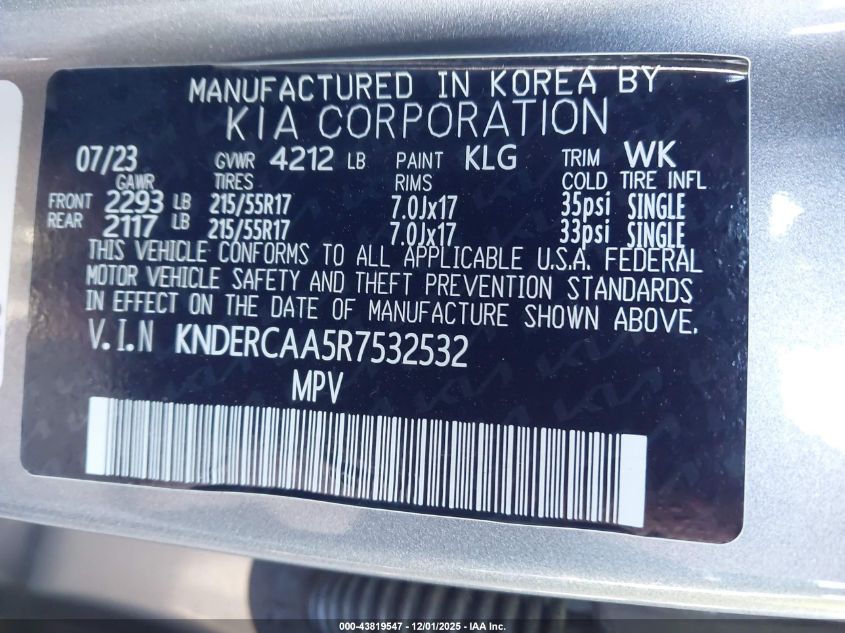 MANUFACTURED IN KOREA BY
KIA CORPORATION
07/23 GVWR 4212 LB PAINT KLG TRIM WK
GAWR TIRES RIMS COLD TIRE INFL
FRONT 2293 LB 215/55R17 7.0Jx17 35psi SINGLE
REAR 2117 LB 215/55R17 7.0Jx17 33psi SINGLE
THIS VEHICLE CONFORMS TO ALL APPLICABLE U.S.A. FEDERAL
MOTOR VEHICLE SAFETY AND THEFT PREVENTION STANDARDS
IN EFFECT ON THE DATE OF MANUFACTURE SHOWN ABOVE.
V.I.N KNDERCAA5R7532532
MPV
000-43819547 - 12/01/2025 - IAA Inc.